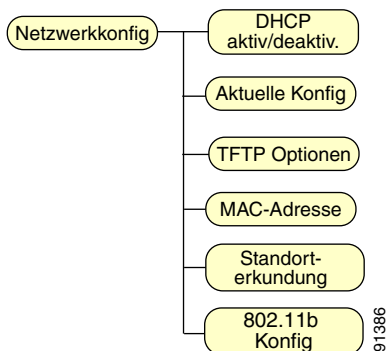 Netzwerkkonfig
DHCP
aktiv/deaktiv.
Aktuelle Konfig
TFTP Optionen
MAC-Adresse
Standort-
erkundung
802.11b
Konfig
91386